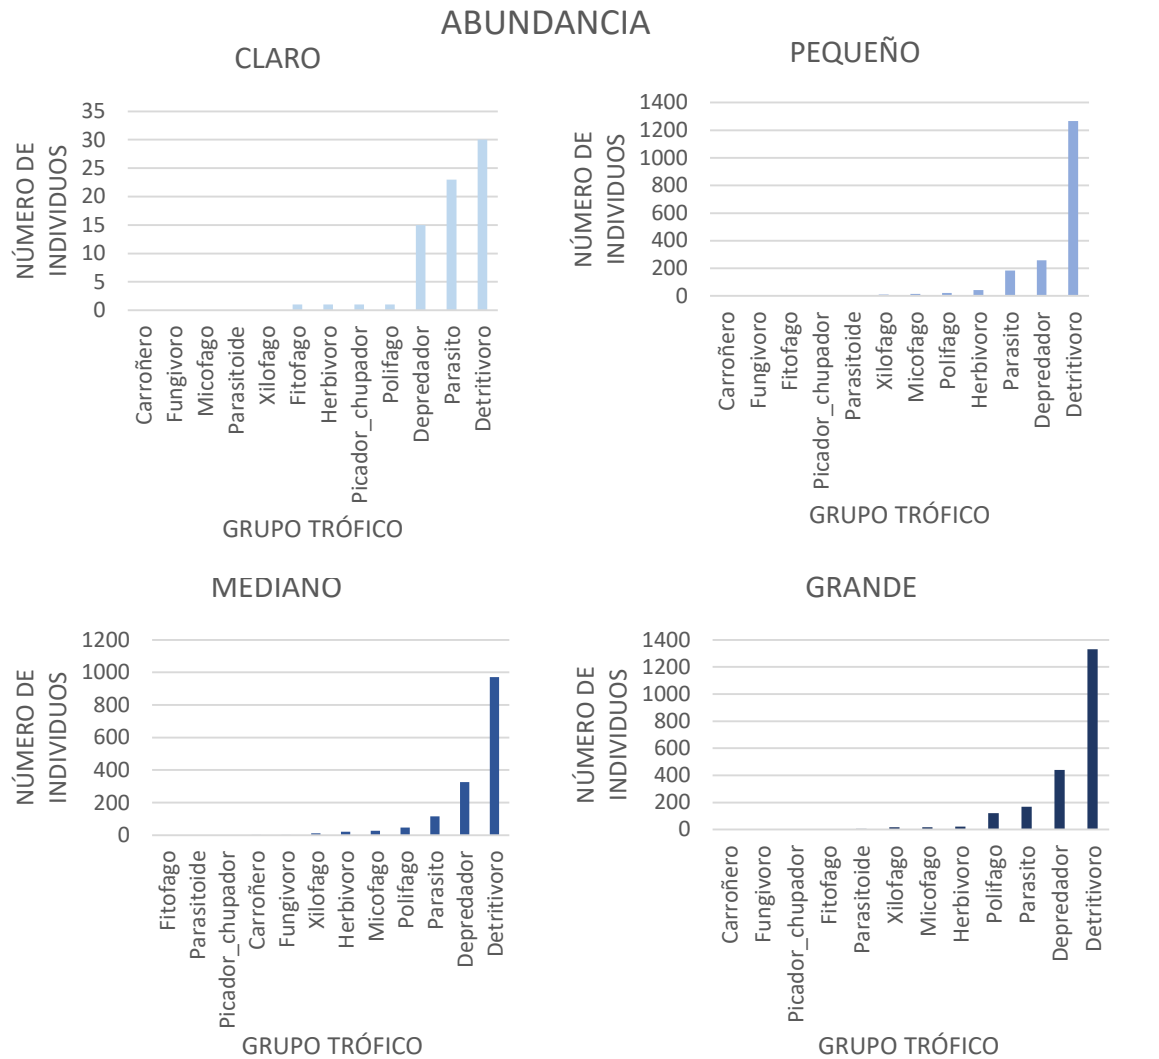 ABUNDANCIA
CLARO
NÚMERO DE
INDIVIDUOS
35
30
25
20
15
10
5
0
Carroñero
Fungivoro
Micofago
Parasitoide
Xilofago
Fitofago
Herbivoro
Picador_chupador
Polifago
Depredador
Parasito
Detritivoro
GRUPO TRÓFICO
PEQUEÑO
NÚMERO DE
INDIVIDUOS
1400
1200
1000
800
600
400
200
0
Carroñero
Fungivoro
Fitofago
Picador_chupador
Parasitoide
Xilofago
Micofago
Polifago
Herbivoro
Parasito
Depredador
Detritivoro
GRUPO TRÓFICO
MEDIANO
NÚMERO DE
INDIVIDUOS
1200
1000
800
600
400
200
0
Fitofago
Parasitoide
Picador_chupador
Carroñero
Fungivoro
Xilofago
Herbivoro
Micofago
Polifago
Parasito
Depredador
Detritivoro
GRUPO TRÓFICO
GRANDE
NÚMERO DE
INDIVIDUOS
1400
1200
1000
800
600
400
200
0
Carroñero
Fungivoro
Picador_chupador
Fitofago
Parasitoide
Xilofago
Micofago
Herbivoro
Polifago
Parasito
Depredador
Detritivoro
GRUPO TRÓFICO